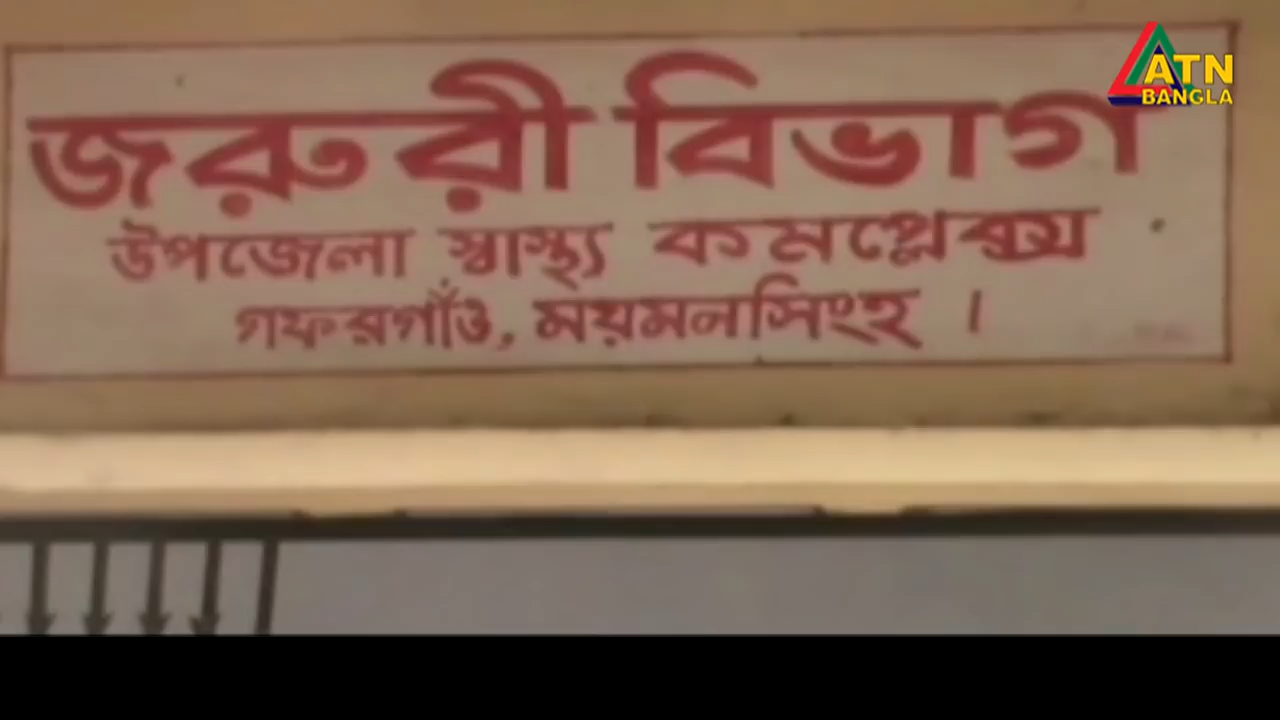 ATN
BANGLA
জরুরী বিভাগ
উপজেলা স্বাস্থ্য কমপ্লেক্স
গফরগাঁও, ময়মনসিংহ ।